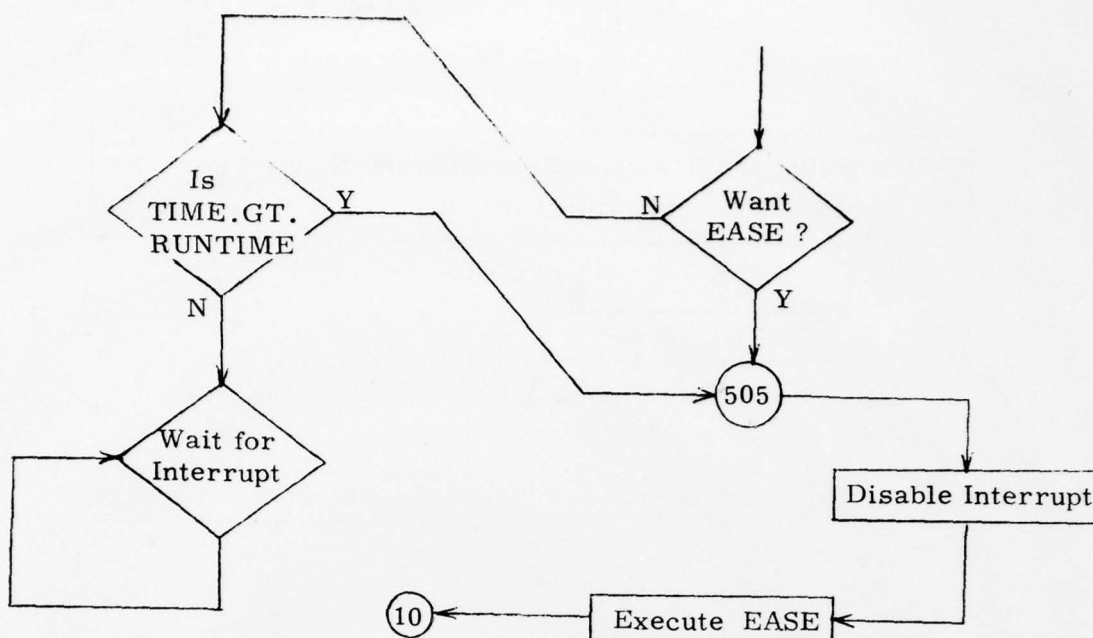 Is
TIME.GT.
RUNTIME
Y
N
Wait for
Interrupt
N
Want
EASE ?
Y
505
Disable Interrupt
Execute EASE
10